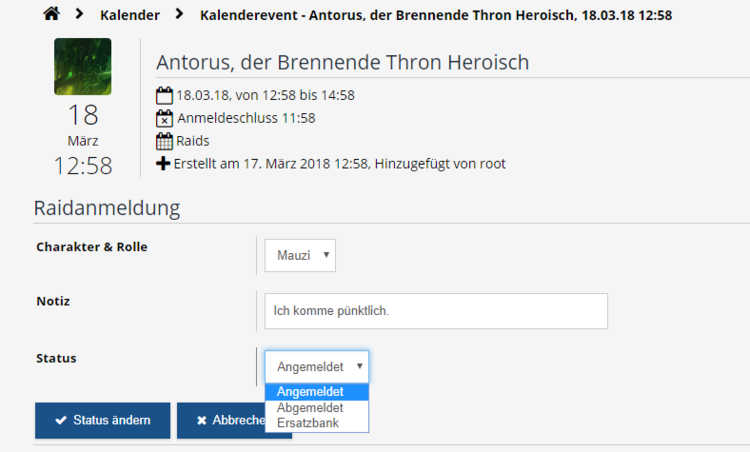 Kalender Kalenderevent - Antorus, der Brennende Thron Heroisch, 18.03.18 12:58
18
März
12:58
Antorus, der Brennende Thron Heroisch
18.03.18, von 12:58 bis 14:58
Anmeldeschluss 11:58
Raids
Erstellt am 17. März 2018 12:58, Hinzugefügt von root
Raidanmeldung
Charakter & Rolle
Mauzi
Notiz
Ich komme pünktlich.
Status
Angemeldet
Angemeldet
Abgemeldet
Ersatzbank
Status ändern
Abbreche